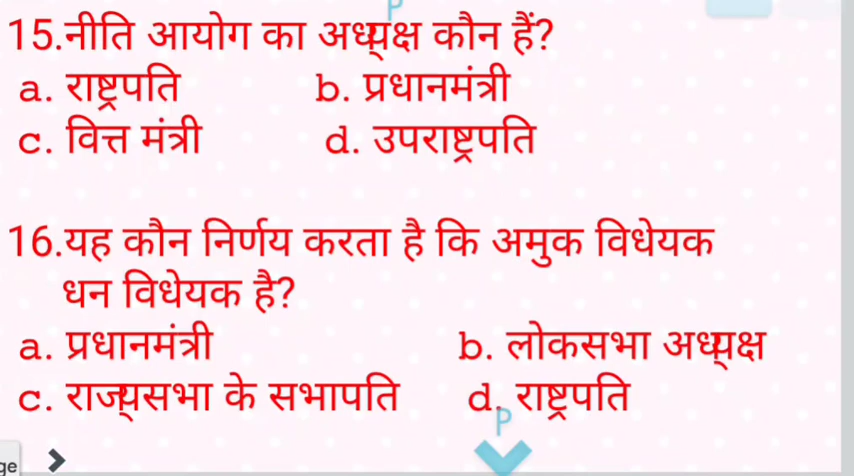 15.नीति आयोग का अध्यक्ष कौन हैं?
a. राष्ट्रपति b. प्रधानमंत्री
c. वित्त मंत्री d. उपराष्ट्रपति
16.यह कौन निर्णय करता है कि अमुक विधेयक
धन विधेयक है?
a. प्रधानमंत्री b. लोकसभा अध्यक्ष
c. राज्यसभा के सभापति d. राष्ट्रपति
P
ge